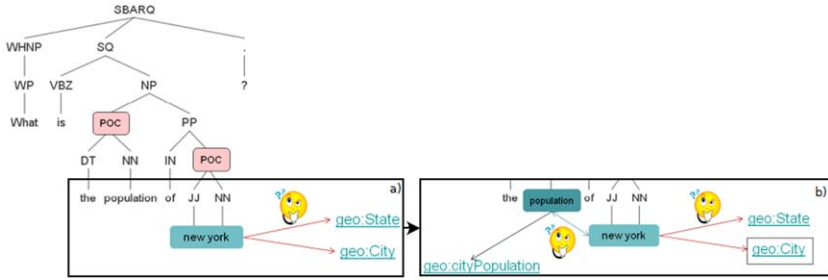 SBARQ
WHNP SQ .
WP VBZ NP ?
What is POC PP
DT NN IN POC
the population of JJ NN a)
new york
geo:State
geo:City
the population of JJ NN b)
new york
geo:State
geo:City
geo:cityPopulation